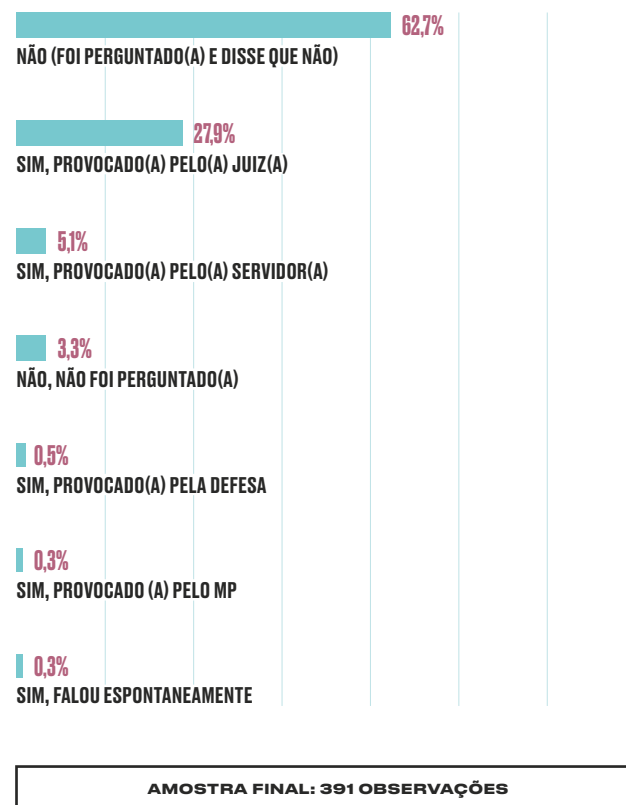 62,7%
NÃO (FOI PERGUNTADO(A) E DISSE QUE NÃO)
27,9%
SIM, PROVOCADO(A) PELO(A) JUIZ(A)
5,1%
SIM, PROVOCADO(A) PELO(A) SERVIDOR(A)
3,3%
NÃO, NÃO FOI PERGUNTADO(A)
0,5%
SIM, PROVOCADO(A) PELA DEFESA
0,3%
SIM, PROVOCADO (A) PELO MP
0,3%
SIM, FALOU ESPONTANEAMENTE
AMOSTRA FINAL: 391 OBSERVAÇÕES